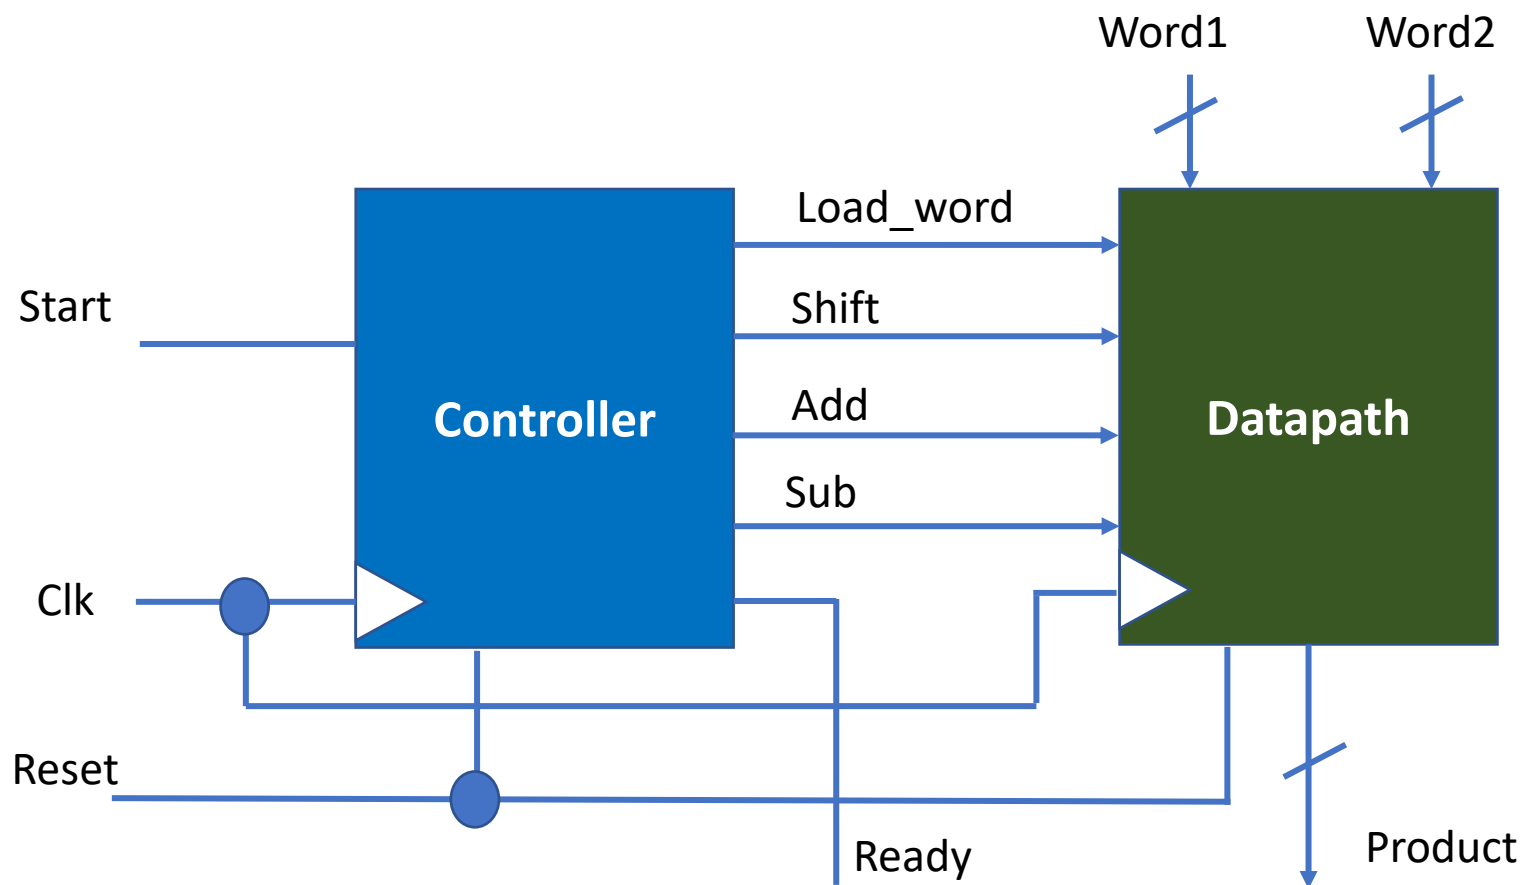 Word1
Word2
Load_word
Start
Shift
Controller
Add
Datapath
Sub
Clk
Reset
Ready
Product